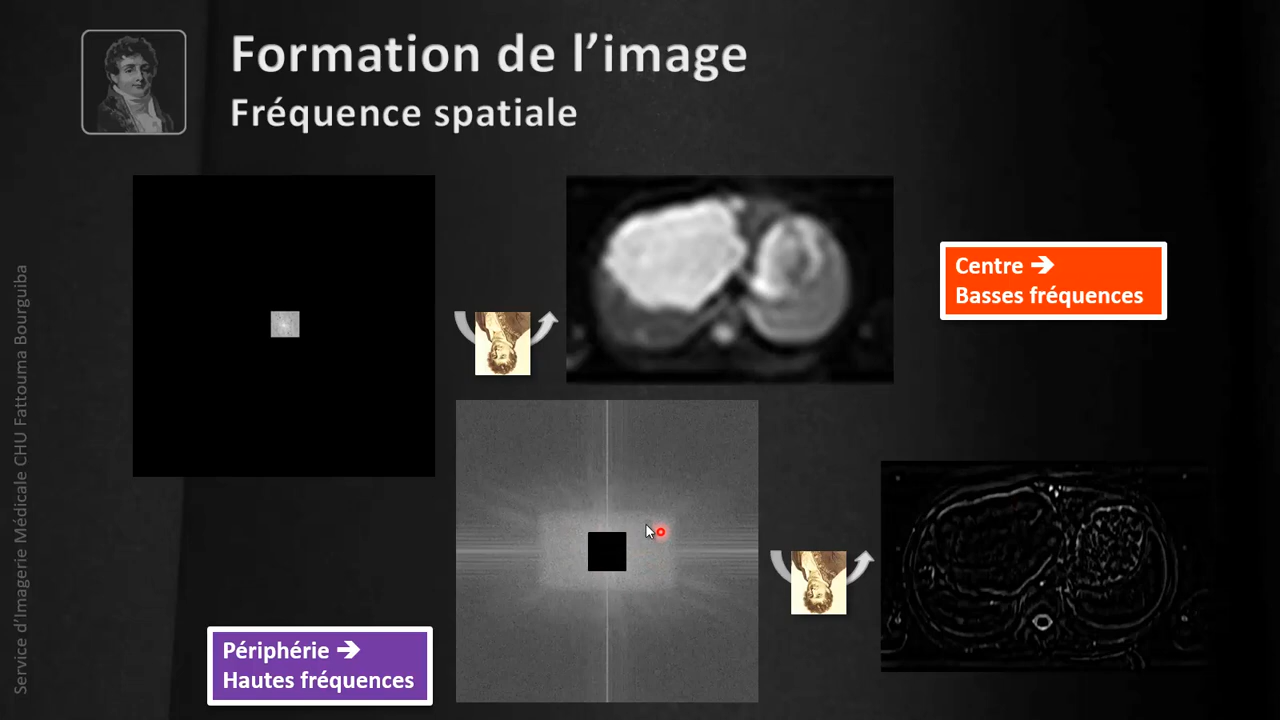 Formation de l’image
Fréquence spatiale
Centre ➔
Basses fréquences
Périphérie ➔
Hautes fréquences
Service d’Imagerie Médicale CHU Fattouma Bourguiba